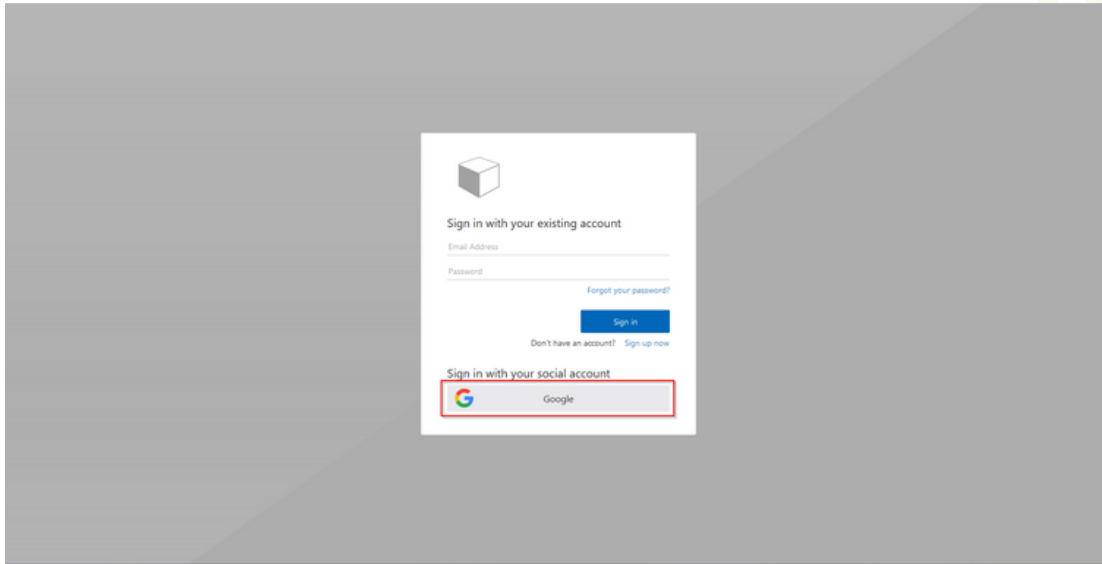 Sign in with your existing account
Email Address
Password
Forgot your password?
Sign in
Don't have an account? Sign up now
Sign in with your social account
Google